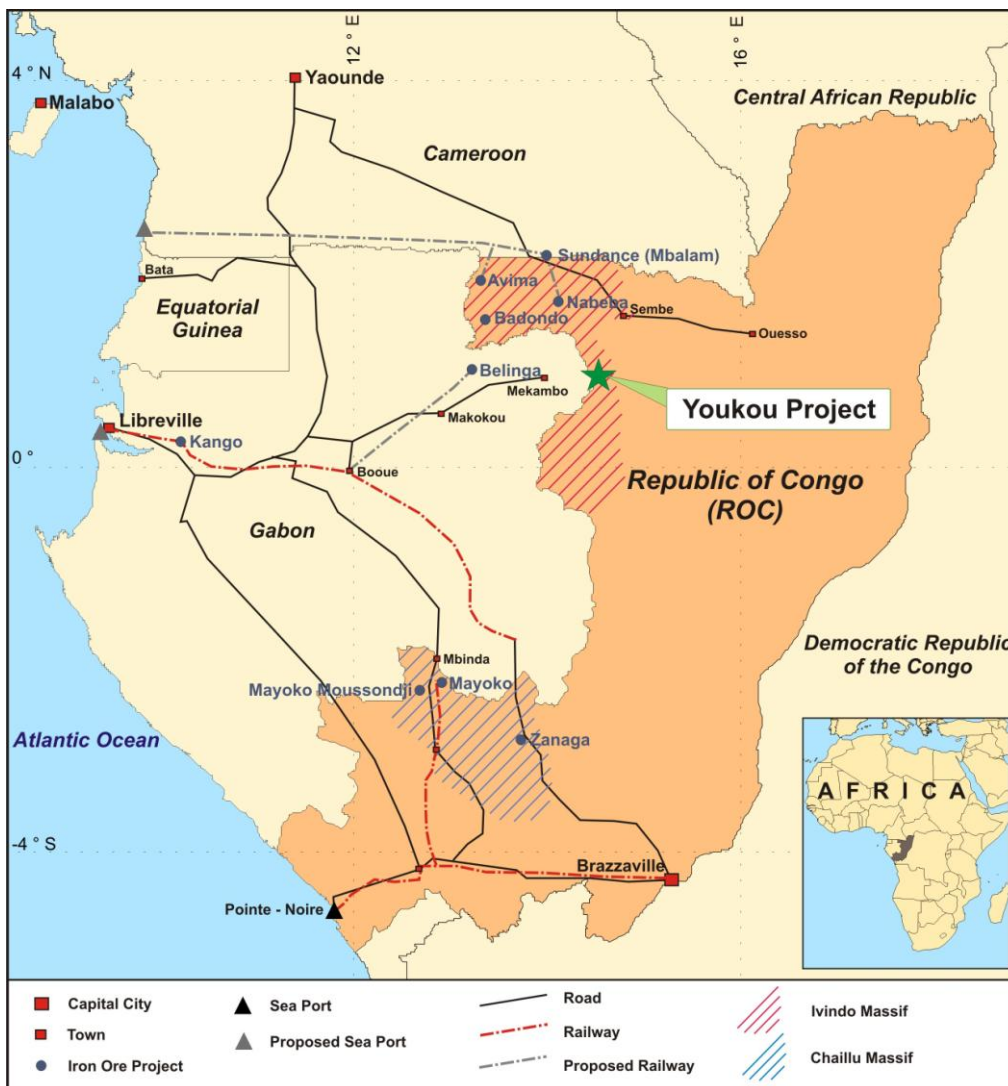 12 ° E
16 ° E
4 ° N
Yaounde
Malabo
Central African Republic
Cameroon
Sundance (Mbalam)
Bata
Avima
Equatorial
Guinea
Nabeba
Sembe
Badondo
Ouesso
Belinga
Mekambo
Youkou Project
Makokou
Libreville
Kango
0 °
Booue
Republic of Congo
(ROC)
Gabon
Democratic Republic
of the Congo
Mbinda
Mayoko
Mayoko Moussondji
Atlantic Ocean
Zanaga
AFRICA
-4 ° S
Brazzaville
Pointe - Noire
Capital City
Town
Iron Ore Project
Sea Port
Proposed Sea Port
Road
Railway
Proposed Railway
Ivindo Massif
Chaillu Massif